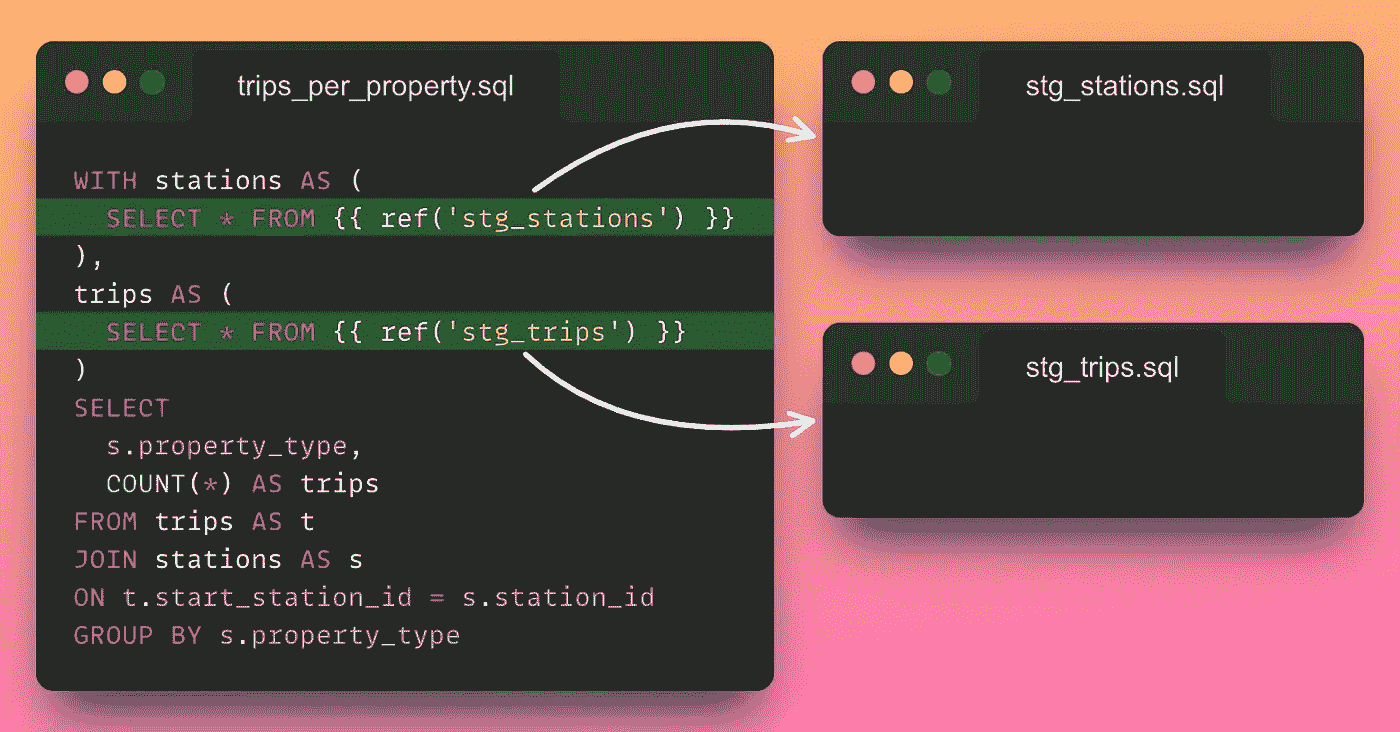 trips_per_property.sql
WITH stations AS (
  SELECT * FROM {{ ref('stg_stations') }}
),
trips AS (
  SELECT * FROM {{ ref('stg_trips') }}
)
SELECT
  s.property_type,
  COUNT(*) AS trips
FROM trips AS t
JOIN stations AS s
ON t.start_station_id = s.station_id
GROUP BY s.property_type
stg_stations.sql
stg_trips.sql